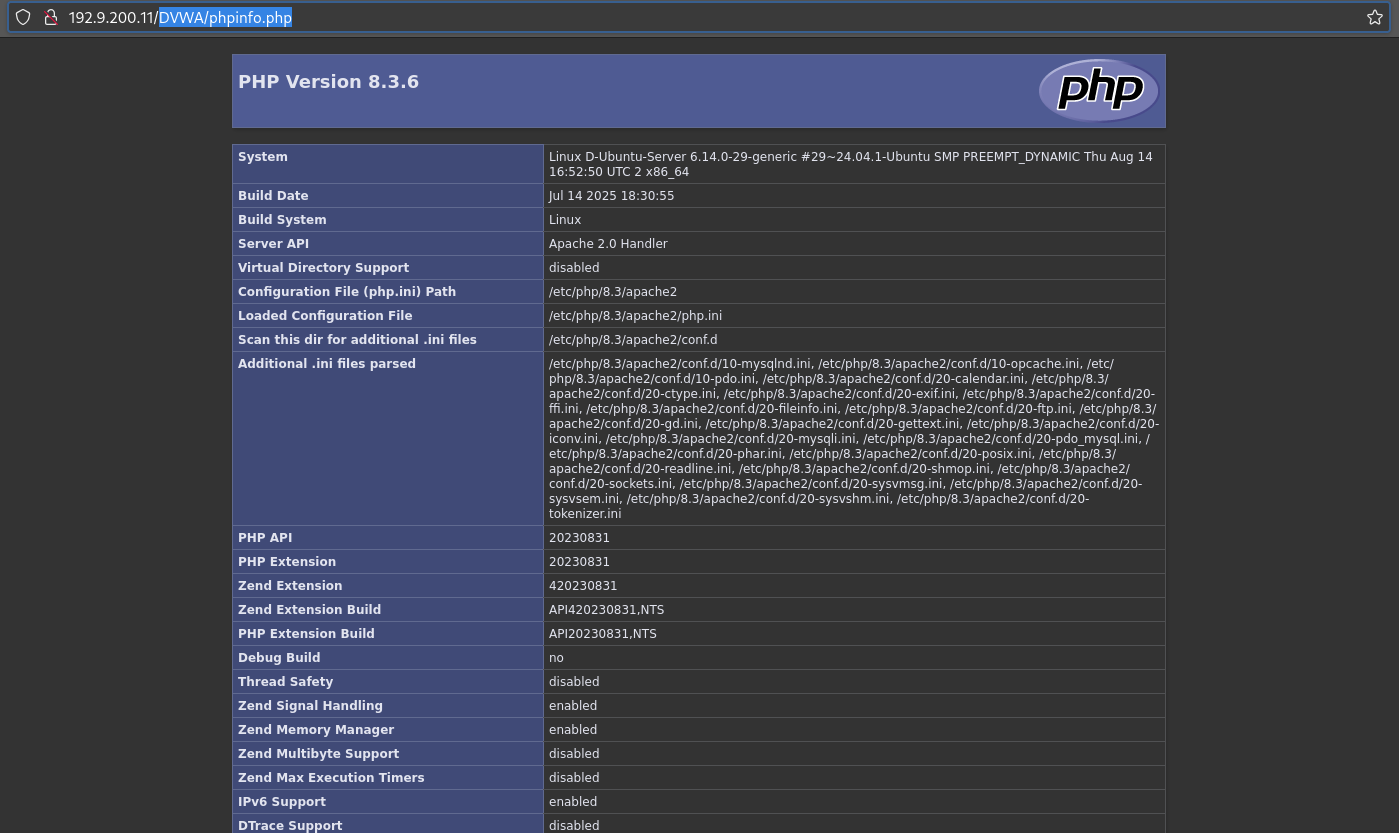 192.9.200.11/DVWA/phpinfo.php
PHP Version 8.3.6
php
System
Linux D-Ubuntu-Server 6.14.0-29-generic #29~24.04.1-Ubuntu SMP PREEMPT_DYNAMIC Thu Aug 14
16:52:50 UTC 2 x86_64
Build Date
Jul 14 2025 18:30:55
Build System
Linux
Server API
Apache 2.0 Handler
Virtual Directory Support
disabled
Configuration File (php.ini) Path
/etc/php/8.3/apache2
Loaded Configuration File
/etc/php/8.3/apache2/php.ini
Scan this dir for additional .ini files
/etc/php/8.3/apache2/conf.d
Additional .ini files parsed
/etc/php/8.3/apache2/conf.d/10-mysqlnd.ini, /etc/php/8.3/apache2/conf.d/10-opcache.ini, /etc/
php/8.3/apache2/conf.d/10-pdo.ini, /etc/php/8.3/apache2/conf.d/20-calendar.ini, /etc/php/8.3/
apache2/conf.d/20-ctype.ini, /etc/php/8.3/apache2/conf.d/20-exif.ini, /etc/php/8.3/apache2/conf.d/20-
ffi.ini, /etc/php/8.3/apache2/conf.d/20-fileinfo.ini, /etc/php/8.3/apache2/conf.d/20-ftp.ini, /etc/php/8.3/
apache2/conf.d/20-gd.ini, /etc/php/8.3/apache2/conf.d/20-gettext.ini, /etc/php/8.3/apache2/conf.d/20-
iconv.ini, /etc/php/8.3/apache2/conf.d/20-mysqli.ini, /etc/php/8.3/apache2/conf.d/20-pdo_mysql.ini, /
etc/php/8.3/apache2/conf.d/20-phar.ini, /etc/php/8.3/apache2/conf.d/20-posix.ini, /etc/php/8.3/
apache2/conf.d/20-readline.ini, /etc/php/8.3/apache2/conf.d/20-shmop.ini, /etc/php/8.3/apache2/
conf.d/20-sockets.ini, /etc/php/8.3/apache2/conf.d/20-sysvmsg.ini, /etc/php/8.3/apache2/conf.d/20-
sysvsem.ini, /etc/php/8.3/apache2/conf.d/20-sysvshm.ini, /etc/php/8.3/apache2/conf.d/20-
tokenizer.ini
PHP API
20230831
PHP Extension
20230831
Zend Extension
420230831
Zend Extension Build
API420230831,NTS
PHP Extension Build
API20230831,NTS
Debug Build
no
Thread Safety
disabled
Zend Signal Handling
enabled
Zend Memory Manager
enabled
Zend Multibyte Support
disabled
Zend Max Execution Timers
disabled
IPv6 Support
enabled
DTrace Support
disabled